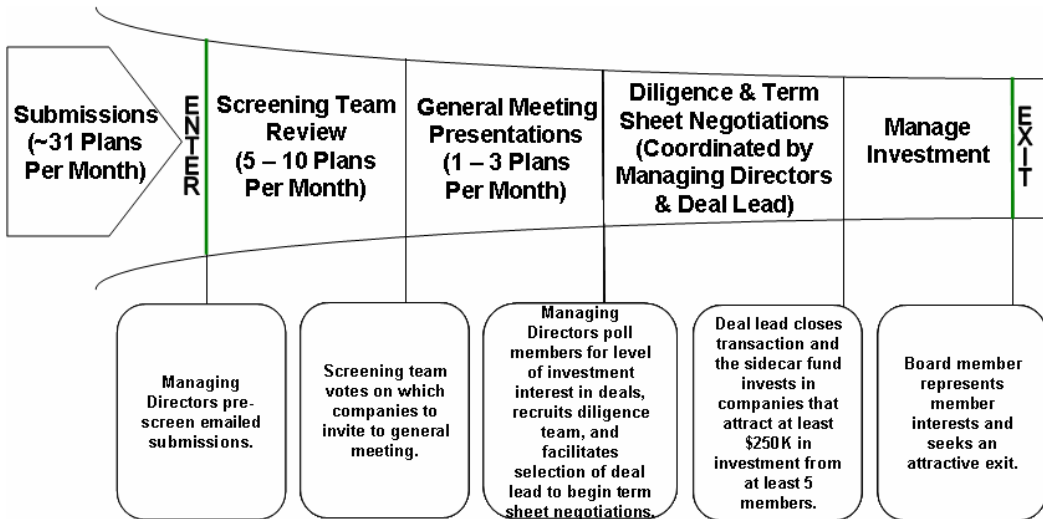 Submissions
(~31 Plans
Per Month)
ENTER
Screening Team
Review
(5 – 10 Plans
Per Month)
General Meeting
Presentations
(1 – 3 Plans
Per Month)
Diligence & Term
Sheet Negotiations
(Coordinated by
Managing Directors
& Deal Lead)
Manage
Investment
EXIT
Managing
Directors pre-
screen emailed
submissions.
Screening team
votes on which
companies to
invite to general
meeting.
Managing
Directors poll
members for level
of investment
interest in deals,
recruits diligence
team, and
facilitates
selection of deal
lead to begin term
sheet negotiations.
Deal lead closes
transaction and
the sidecar fund
invests in
companies that
attract at least
$250K in
investment from
at least 5
members.
Board member
represents
member
interests and
seeks an
attractive exit.